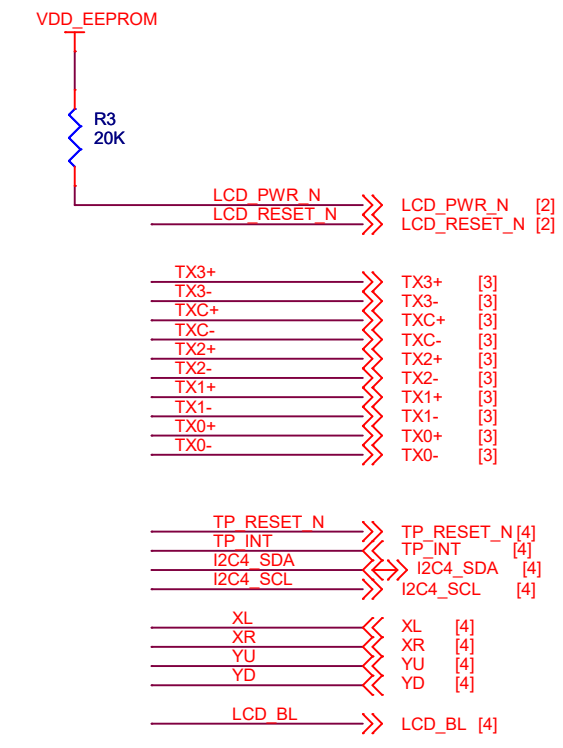 VDD_EEPROM
R3
20K
LCD_PWR_N LCD_PWR_N [2]
LCD_RESET_N LCD_RESET_N [2]
TX3+ TX3+ [3]
TX3- TX3- [3]
TXC+ TXC+ [3]
TXC- TXC- [3]
TX2+ TX2+ [3]
TX2- TX2- [3]
TX1+ TX1+ [3]
TX1- TX1- [3]
TX0+ TX0+ [3]
TX0- TX0- [3]
TP_RESET_N TP_RESET_N [4]
TP_INT TP_INT [4]
I2C4_SDA I2C4_SDA [4]
I2C4_SCL I2C4_SCL [4]
XL XL [4]
XR XR [4]
YU YU [4]
YD YD [4]
LCD_BL LCD_BL [4]